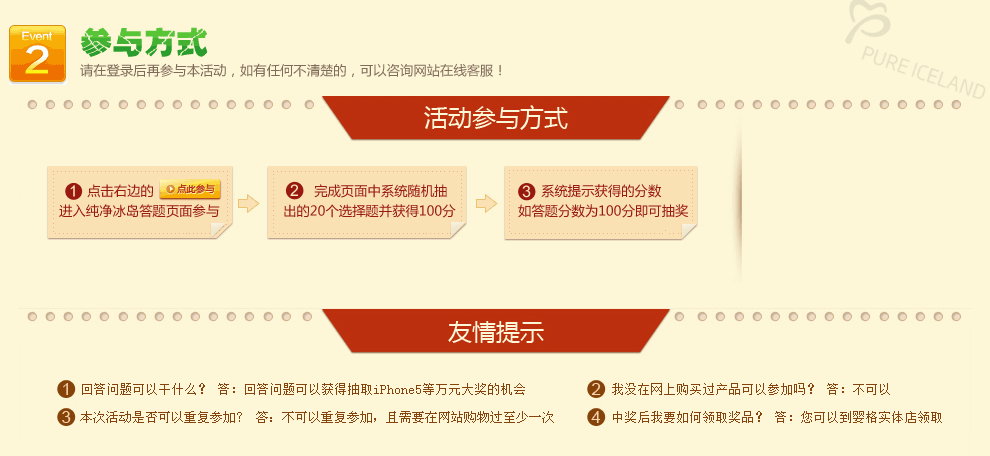 Event
2
参与方式
请在登录后再参与本活动，如有任何不清楚的，可以咨询网站在线客服！
PURE ICELAND
活动参与方式
1 点击右边的 点此参与
进入纯净冰岛答题页面参与
2 完成页面中系统随机抽
出的20个选择题并获得100分
3 系统提示获得的分数
如答题分数为100分即可抽奖
友情提示
1 回答问题可以干什么？ 答：回答问题可以获得抽取iPhone5等万元大奖的机会
2 我没在网上购买过产品可以参加吗？ 答：不可以
3 本次活动是否可以重复参加？ 答：不可以重复参加，且需要在网站购物过至少一次
4 中奖后我要如何领取奖品？ 答：您可以到婴格实体店领取